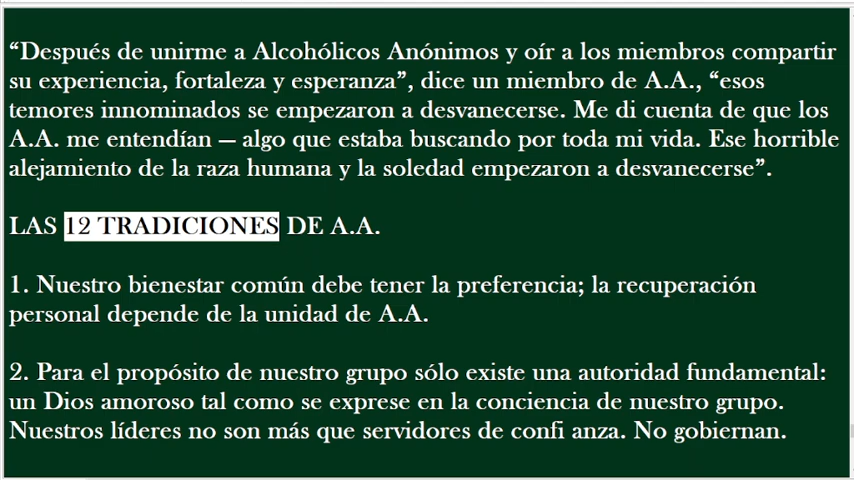 “Después de unirme a Alcohólicos Anónimos y oír a los miembros compartir
su experiencia, fortaleza y esperanza”, dice un miembro de A.A., “esos
temores innominados se empezaron a desvanecerse. Me di cuenta de que los
A.A. me entendían — algo que estaba buscando por toda mi vida. Ese horrible
alejamiento de la raza humana y la soledad empezaron a desvanecerse”.
LAS 12 TRADICIONES DE A.A.
1. Nuestro bienestar común debe tener la preferencia; la recuperación
personal depende de la unidad de A.A.
2. Para el propósito de nuestro grupo sólo existe una autoridad fundamental:
un Dios amoroso tal como se exprese en la conciencia de nuestro grupo.
Nuestros líderes no son más que servidores de confi anza. No gobiernan.